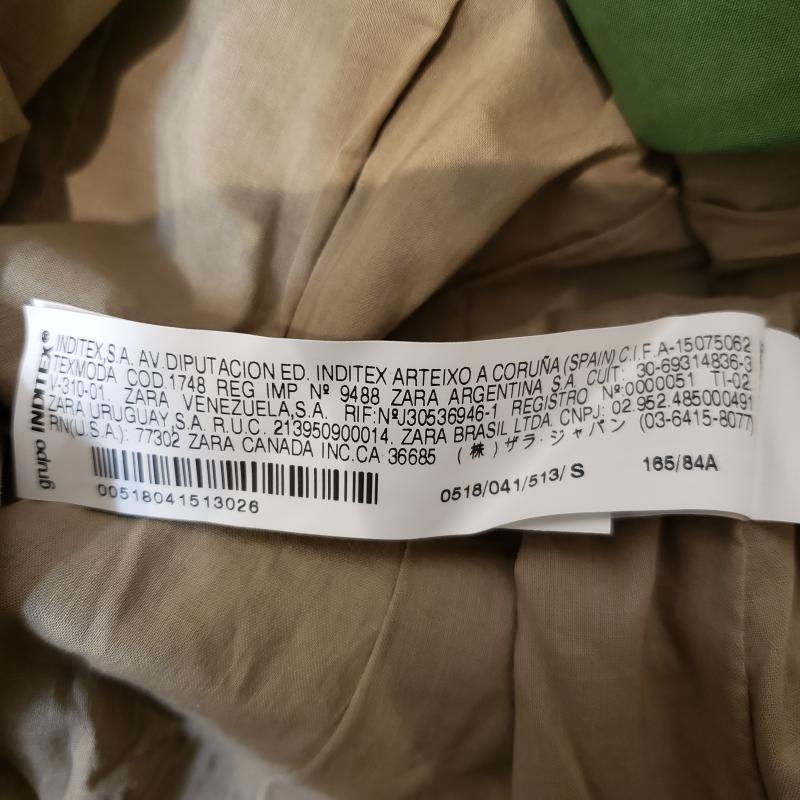 grupo INDITEX®
INDITEX,S.A. AV.DIPUTACION ED. INDITEX ARTEIXO A CORUÑA (SPAIN) C.I.F.A-15075062
TEXMODA COD.1748 REG IMP Nº 9488 ZARA ARGENTINA S.A. CUIT: 30-69314836-3
V-310-01. ZARA VENEZUELA,S.A. RIF:NºJ30536946-1 REGISTRO Nº:0000051 TI-02
ZARA URUGUAY,S.A. R.U.C. 213950900014. ZARA BRASIL LTDA. CNPJ: 02.952.485000491
RN(U.S.A.): 77302 ZARA CANADA INC.CA 36685 (株) ザラ・ジャパン (03-6415-8077)
00518041513026
0518/041/513/ S 165/84A